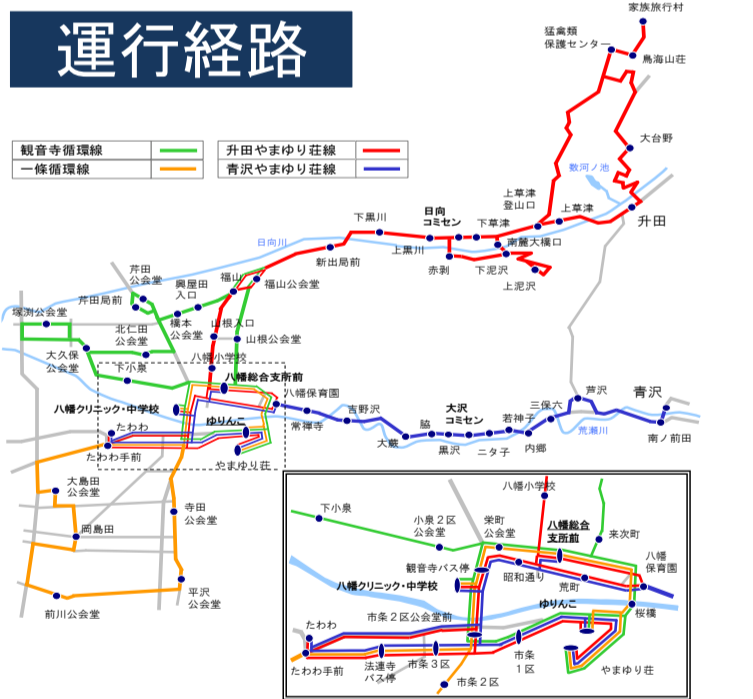 運行経路
観音寺循環線
升田やまゆり荘線
一條循環線
青沢やまゆり荘線
家族旅行村
猛禽類
保護センター
鳥海山荘
大台野
数河ノ池
上草津
登山口
上草津
升田
日向
コミセン
下黒川
下草津
日向川
上黒川
南麓大橋口
新出局前
赤剥
下泥沢
上泥沢
芹田
公会堂
興屋田
入口
福山
福山公会堂
芹田局前
塚渕公会堂
北仁田
公会堂
橋本
公会堂
山根入口
山根公会堂
大久保
公会堂
下小泉
八幡小学校
八幡総合支所前
八幡保育園
八幡クリニック・中学校
ゆりんこ
常禅寺
吉野沢
たわわ
たわわ手前
やまゆり荘
大蔵
脇
黒沢
大沢
コミセン
ニタ子
若神子
内郷
三保六
芦沢
青沢
荒瀬川
南ノ前田
大島田
公会堂
岡島田
寺田
公会堂
平沢
公会堂
前川公会堂
八幡小学校
下小泉
小泉２区
公会堂
栄町
公会堂
八幡総合
支所前
来次町
観音寺バス停
八幡
保育園
昭和通り
荒町
八幡クリニック・中学校
ゆりんこ
桜橋
市条２区公会堂前
たわわ
たわわ手前
法連寺
バス停
市条３区
市条
１区
やまゆり荘
市条２区